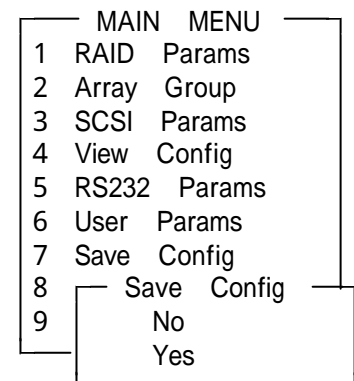 MAIN MENU
1 RAID Params
2 Array Group
3 SCSI Params
4 View Config
5 RS232 Params
6 User Params
7 Save Config
8 Save Config
9 No
Yes